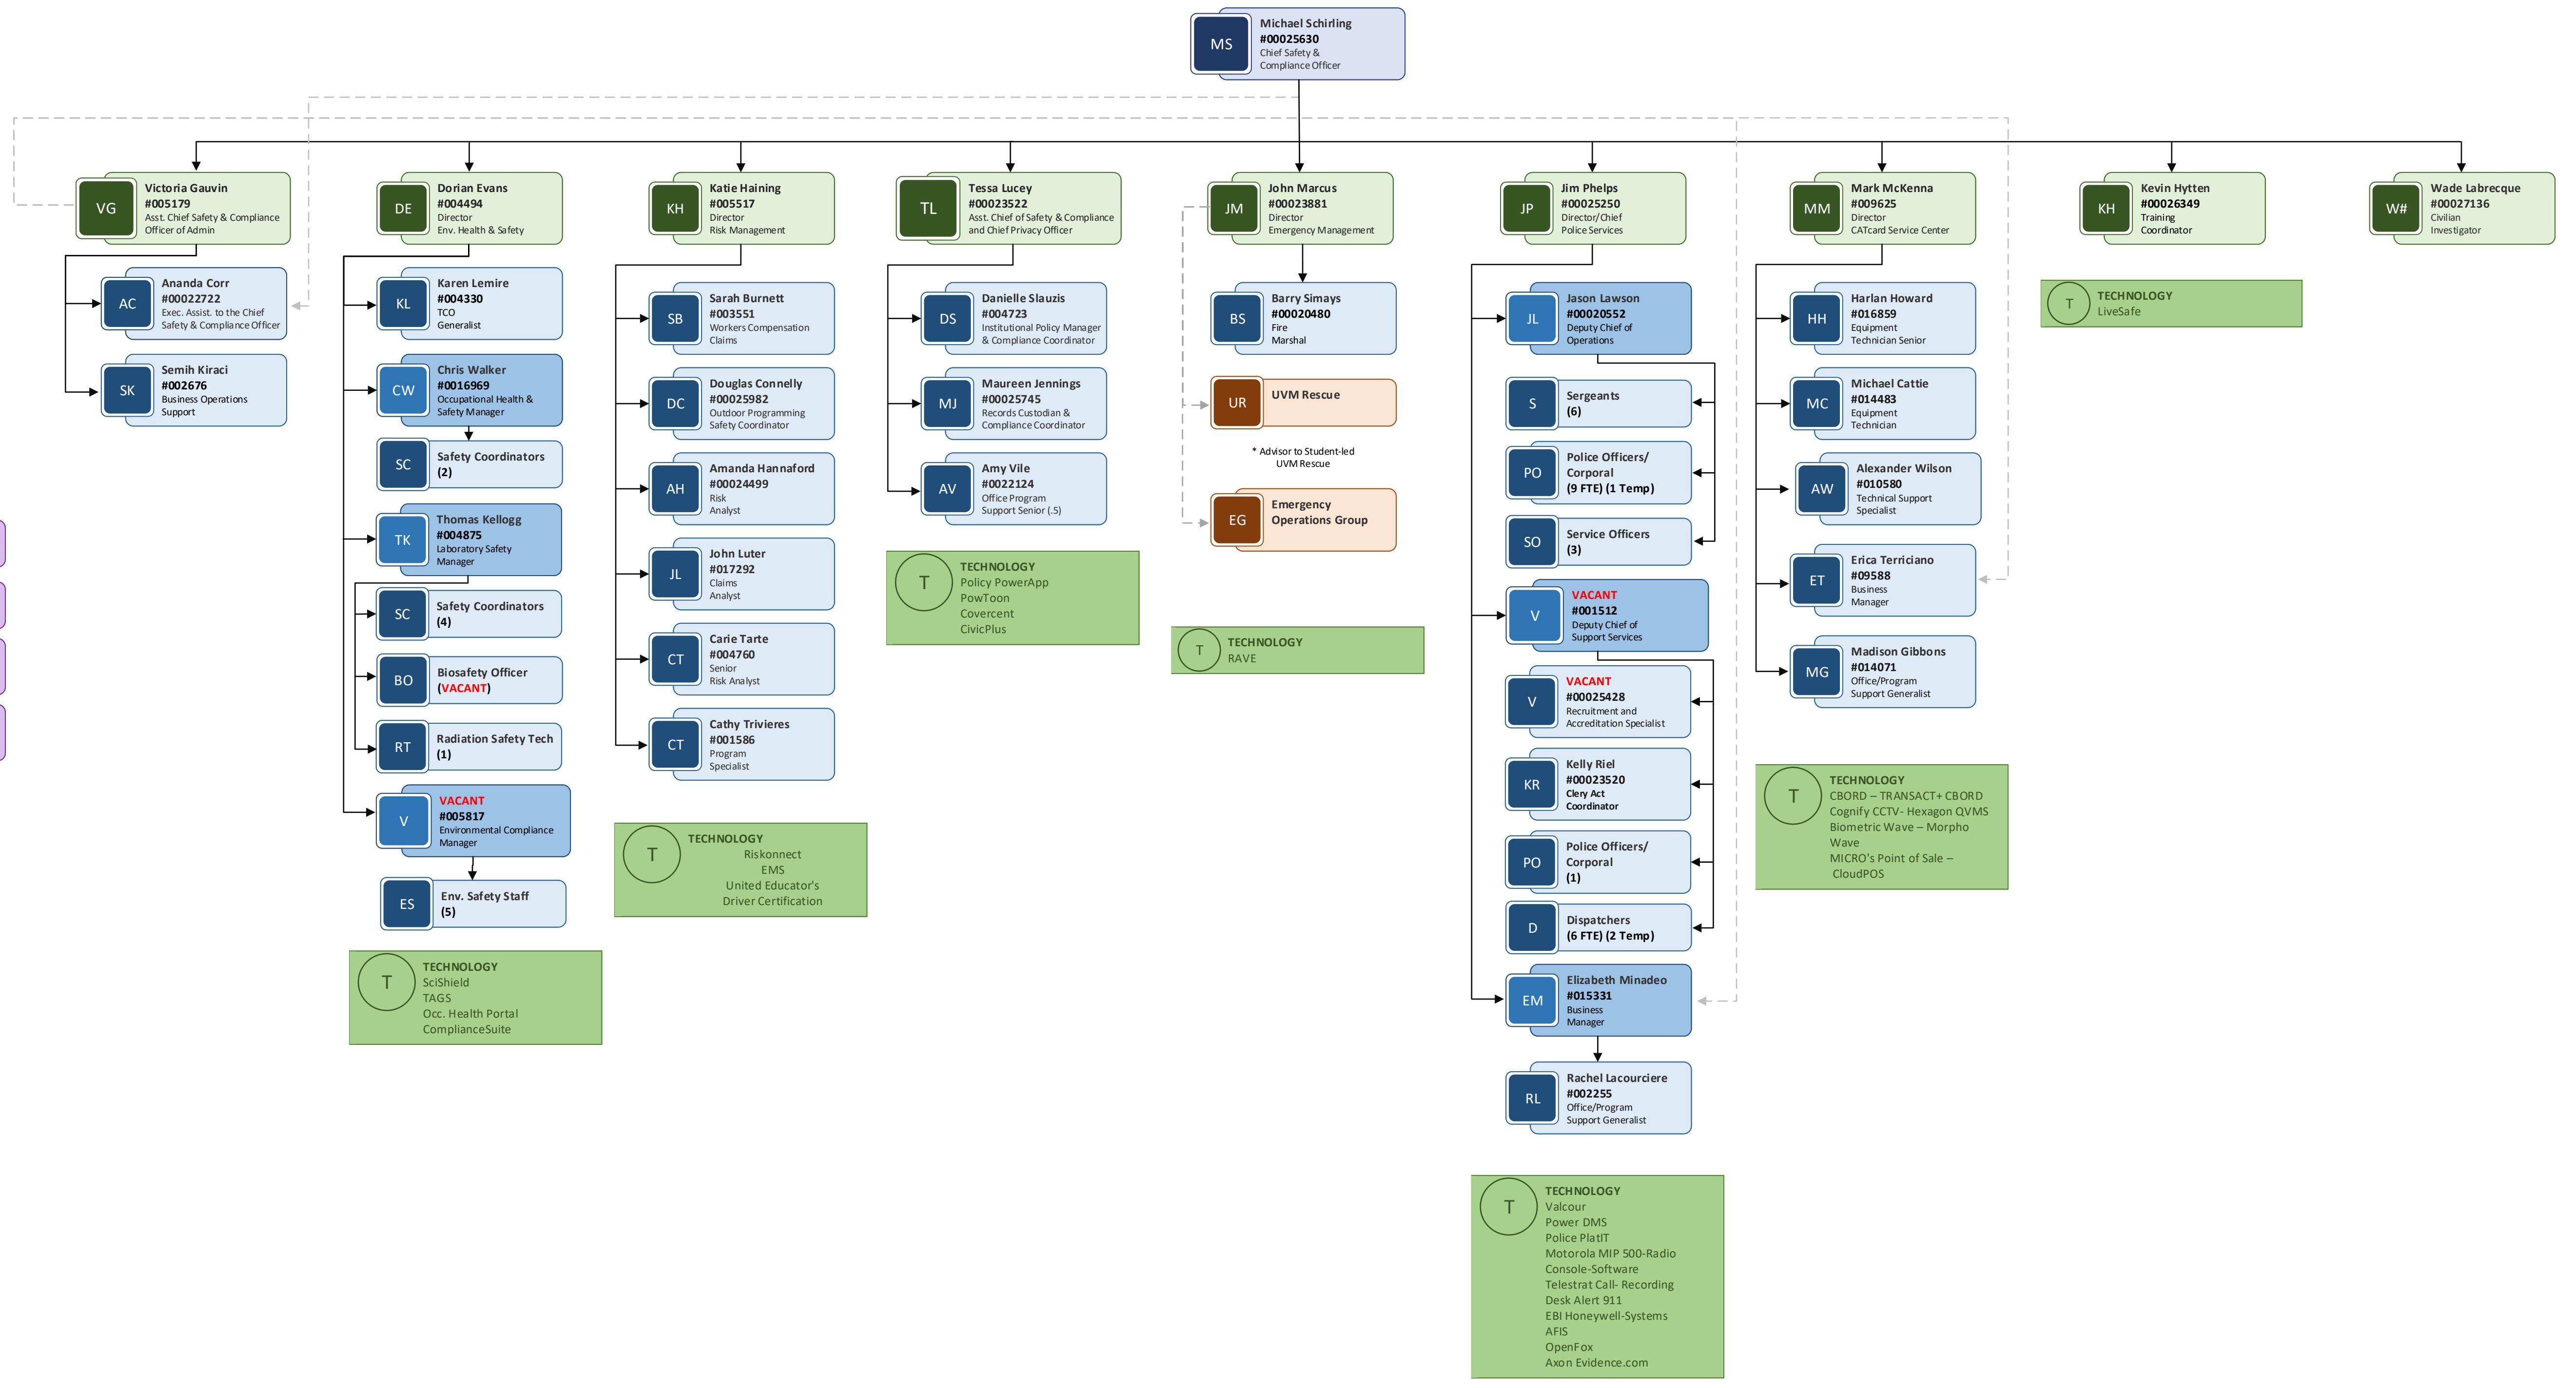 MS
Michael Schirling
#00025630
Chief Safety &
Compliance Officer
VG
Victoria Gauvin
#005179
Asst. Chief Safety & Compliance
Officer of Admin
AC
Ananda Corr
#00022722
Exec. Assist. to the Chief
Safety & Compliance Officer
SK
Semih Kiraci
#002676
Business Operations
Support
DE
Dorian Evans
#004494
Director
Env. Health & Safety
KL
Karen Lemire
#004330
TCO
Generalist
CW
Chris Walker
#0016969
Occupational Health &
Safety Manager
SC
Safety Coordinators
(2)
TK
Thomas Kellogg
#004875
Laboratory Safety
Manager
SC
Safety Coordinators
(4)
BO
Biosafety Officer
(VACANT)
RT
Radiation Safety Tech
(1)
V
VACANT
#005817
Environmental Compliance
Manager
ES
Env. Safety Staff
(5)
T
TECHNOLOGY
SciShield
TAGS
Occ. Health Portal
ComplianceSuite
KH
Katie Haining
#005517
Director
Risk Management
SB
Sarah Burnett
#003551
Workers Compensation
Claims
DC
Douglas Connelly
#00025982
Outdoor Programming
Safety Coordinator
AH
Amanda Hannaford
#00024499
Risk
Analyst
JL
John Luter
#017292
Claims
Analyst
CT
Carie Tarte
#004760
Senior
Risk Analyst
CT
Cathy Trivieres
#001586
Program
Specialist
T
TECHNOLOGY
Riskonnect
EMS
United Educator's
Driver Certification
TL
Tessa Lucey
#00023522
Asst. Chief of Safety & Compliance
and Chief Privacy Officer
DS
Danielle Slauzis
#004723
Institutional Policy Manager
& Compliance Coordinator
MJ
Maureen Jennings
#00025745
Records Custodian &
Compliance Coordinator
AV
Amy Vile
#0022124
Office Program
Support Senior (.5)
T
TECHNOLOGY
Policy PowerApp
PowToon
Covercent
CivicPlus
JM
John Marcus
#00023881
Director
Emergency Management
BS
Barry Simays
#00020480
Fire
Marshal
UR
UVM Rescue
* Advisor to Student-led
UVM Rescue
EG
Emergency
Operations Group
T
TECHNOLOGY
RAVE
JP
Jim Phelps
#00025250
Director/Chief
Police Services
JL
Jason Lawson
#00020552
Deputy Chief of
Operations
S
Sergeants
(6)
PO
Police Officers/
Corporal
(9 FTE) (1 Temp)
SO
Service Officers
(3)
V
VACANT
#001512
Deputy Chief of
Support Services
V
VACANT
#00025428
Recruitment and
Accreditation Specialist
KR
Kelly Riel
#00023520
Clery Act
Coordinator
PO
Police Officers/
Corporal
(1)
D
Dispatchers
(6 FTE) (2 Temp)
EM
Elizabeth Minadeo
#015331
Business
Manager
RL
Rachel Lacourciere
#002255
Office/Program
Support Generalist
T
TECHNOLOGY
Valcour
Power DMS
Police PlatIT
Motorola MIP 500-Radio
Console-Software
Telestrat Call- Recording
Desk Alert 911
EBI Honeywell-Systems
AFIS
OpenFox
Axon Evidence.com
MM
Mark McKenna
#009625
Director
CATcard Service Center
HH
Harlan Howard
#016859
Equipment
Technician Senior
MC
Michael Cattie
#014483
Equipment
Technician
AW
Alexander Wilson
#010580
Technical Support
Specialist
ET
Erica Terriciano
#09588
Business
Manager
MG
Madison Gibbons
#014071
Office/Program
Support Generalist
T
TECHNOLOGY
CBORD – TRANSACT+ CBORD
Cognify CCTV- Hexagon QVMS
Biometric Wave – Morpho
Wave
MICRO's Point of Sale –
CloudPOS
KH
Kevin Hytten
#00026349
Training
Coordinator
T
TECHNOLOGY
LiveSafe
W#
Wade Labrecque
#00027136
Civilian
Investigator